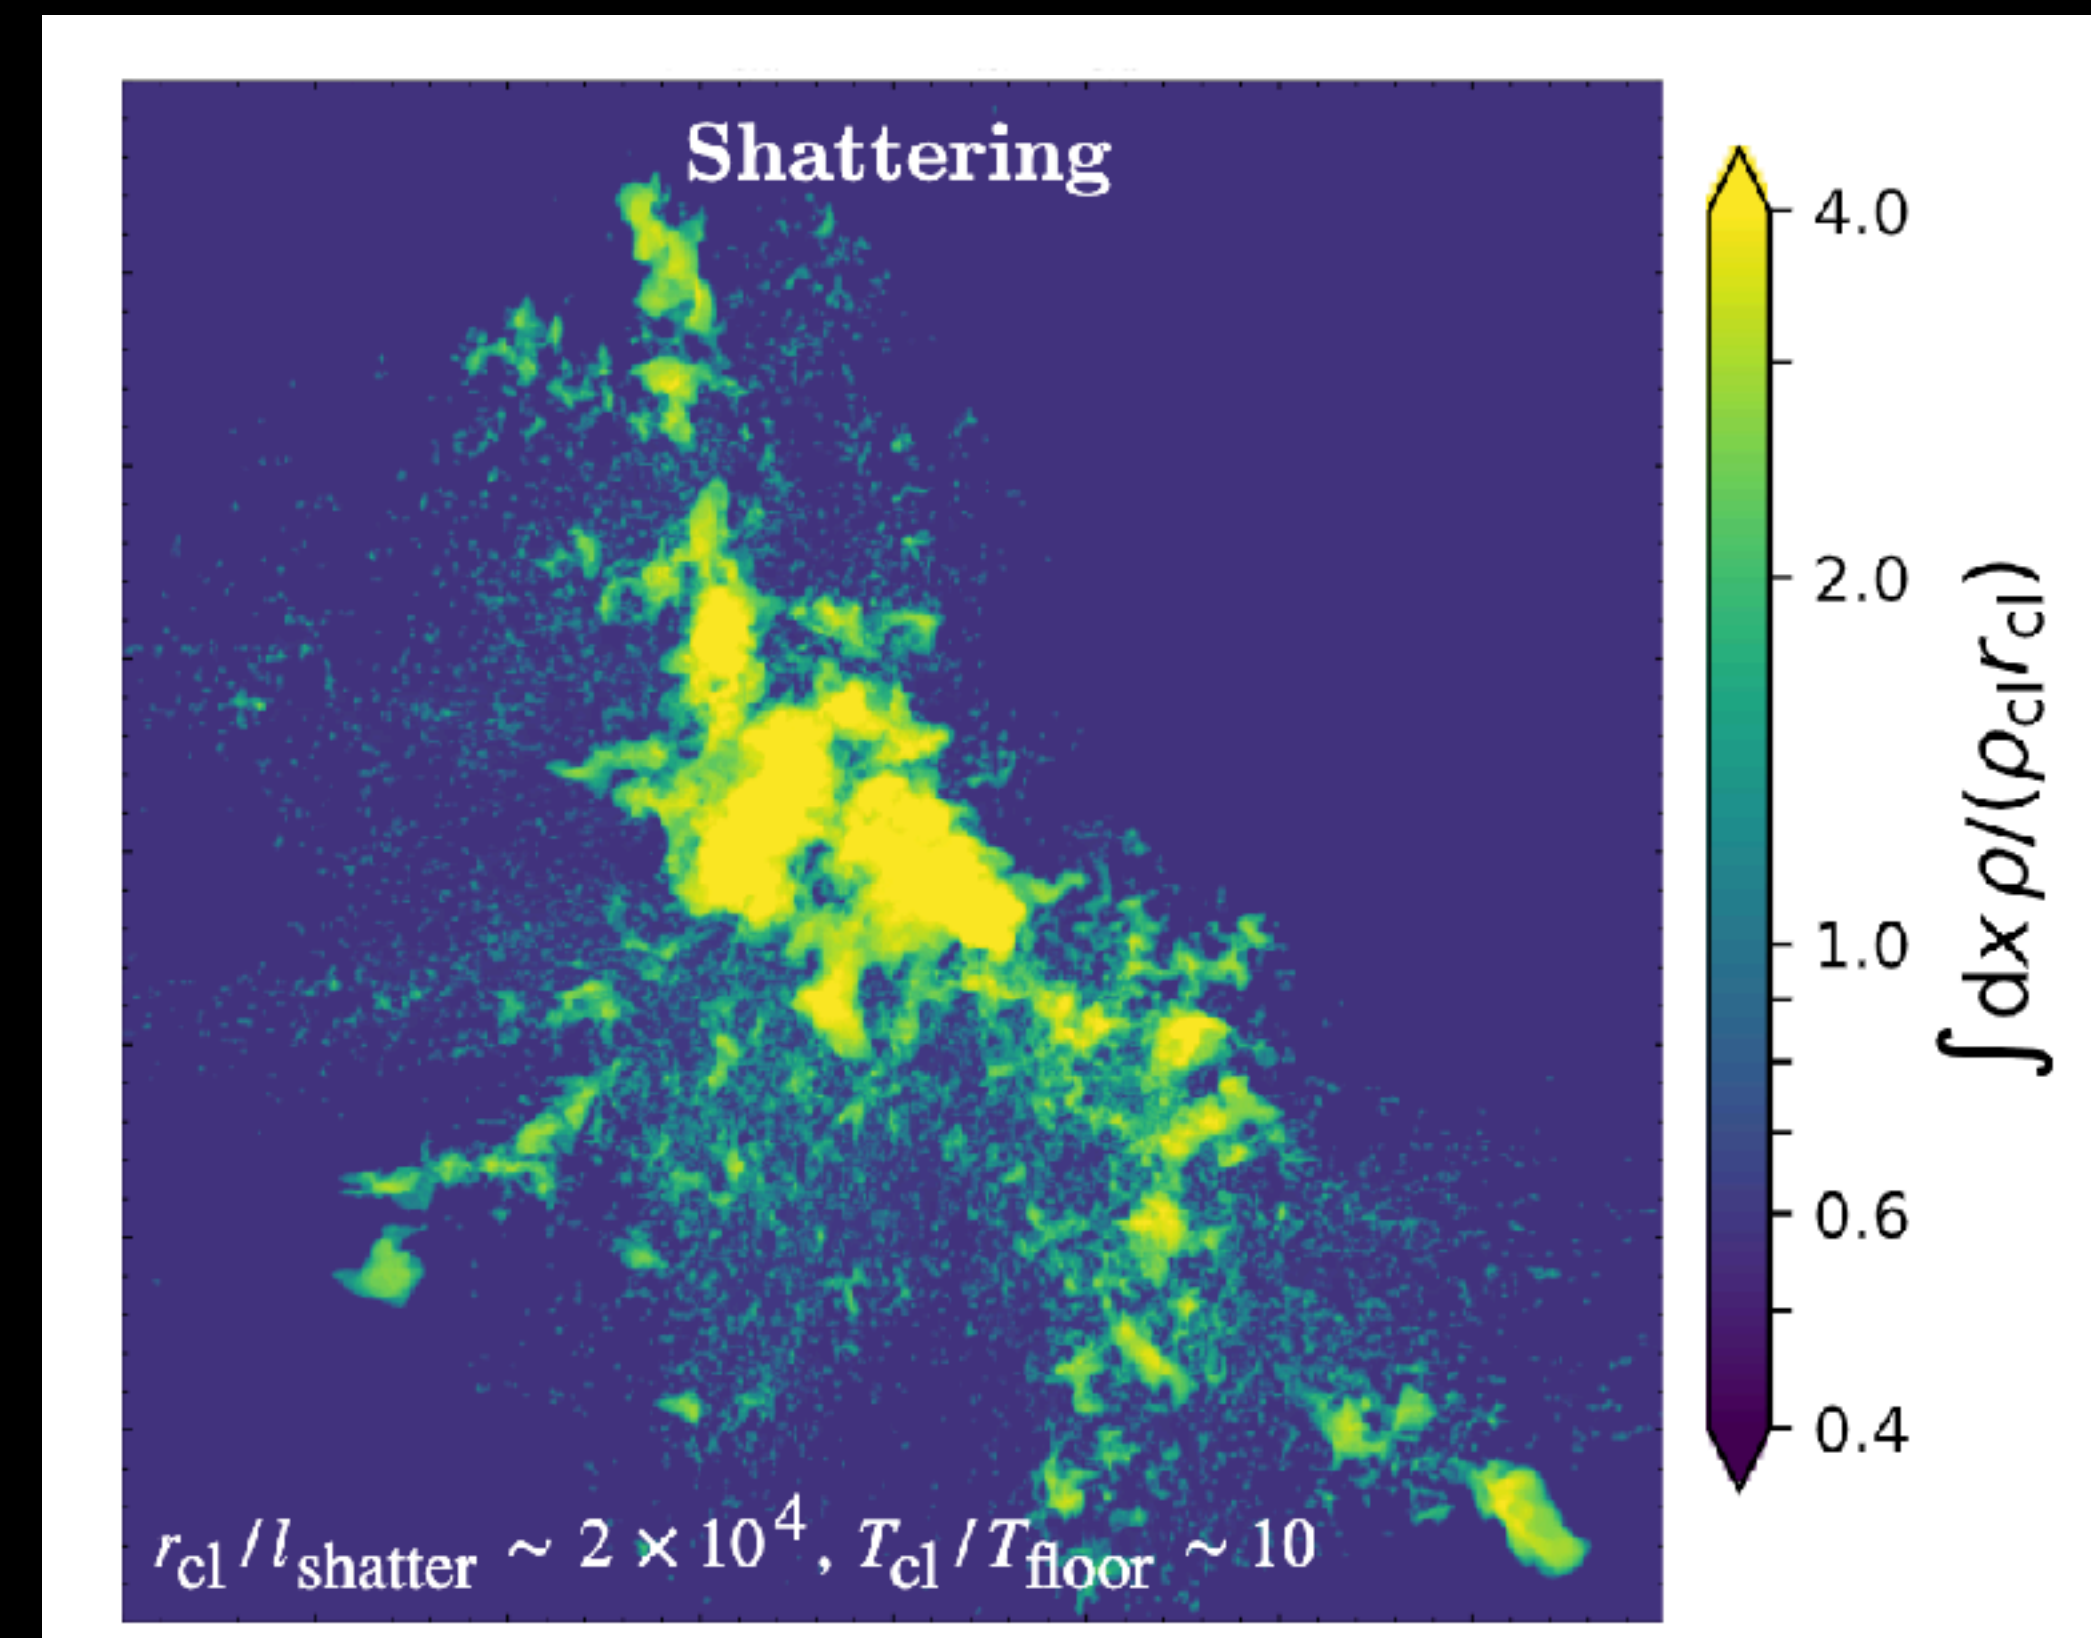 Shattering
r_cl / l_shatter ~ 2 × 10^4 , T_cl / T_floor ~ 10
4.0
2.0
1.0
0.6
0.4
∫ dx ρ/(ρ_cl r_cl)